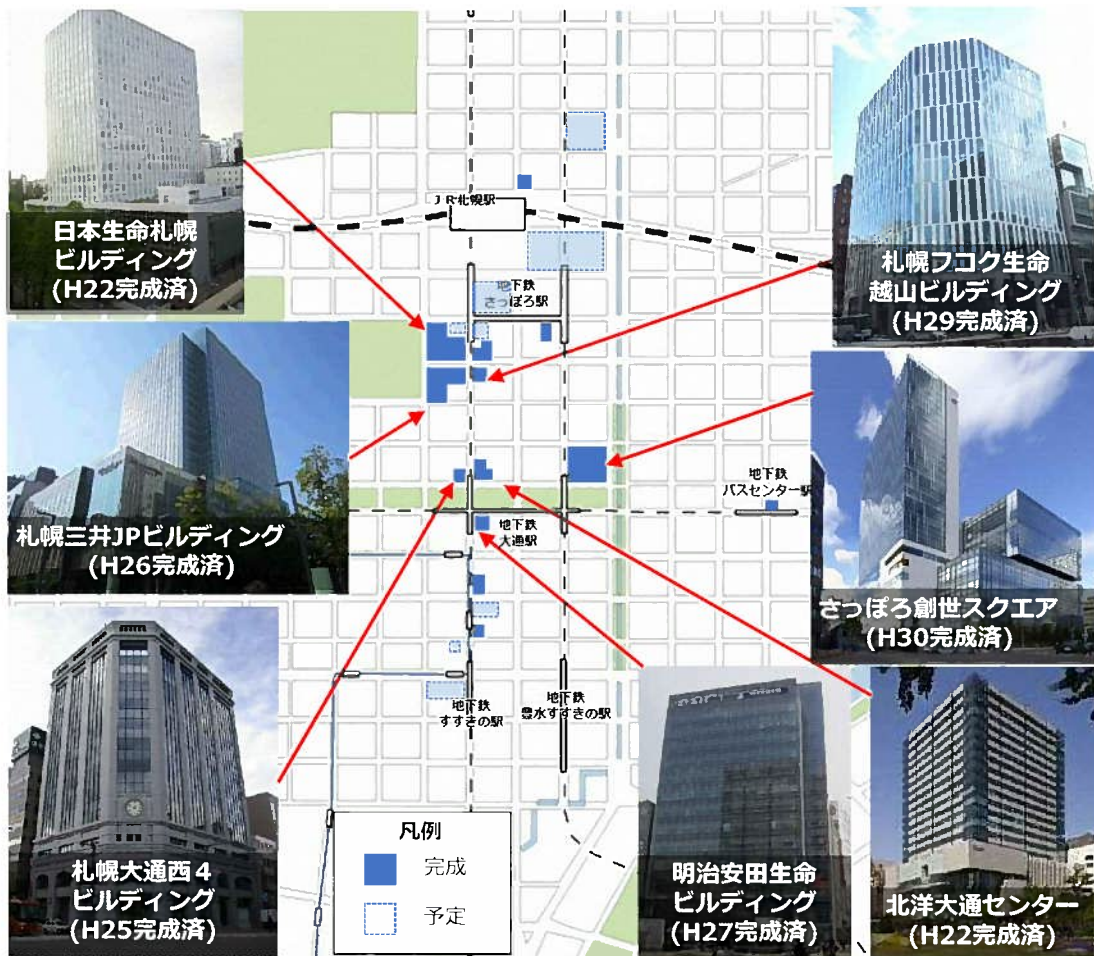 日本生命札幌
ビルディング
(H22完成済)
札幌フコク生命
越山ビルディング
(H29完成済)
JR札幌駅
地下鉄
さっぽろ駅
札幌三井JPビルディング
(H26完成済)
さっぽろ創世スクエア
(H30完成済)
地下鉄
バスセンター駅
地下鉄
大通駅
地下鉄
すすきの駅
地下鉄
豊水すすきの駅
札幌大通西4
ビルディング
(H25完成済)
凡例
完成
予定
明治安田生命
ビルディング
(H27完成済)
北洋大通センター
(H22完成済)